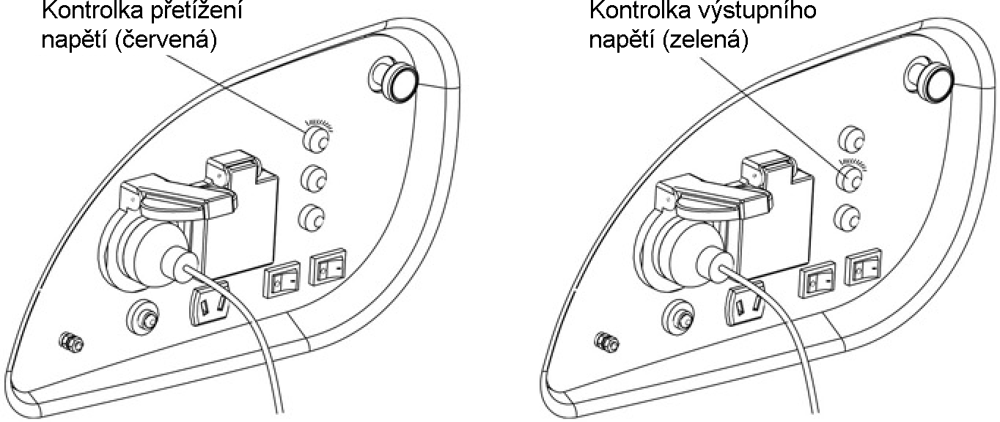 Kontrolka přetížení
napětí (červená)
Kontrolka výstupního
napětí (zelená)